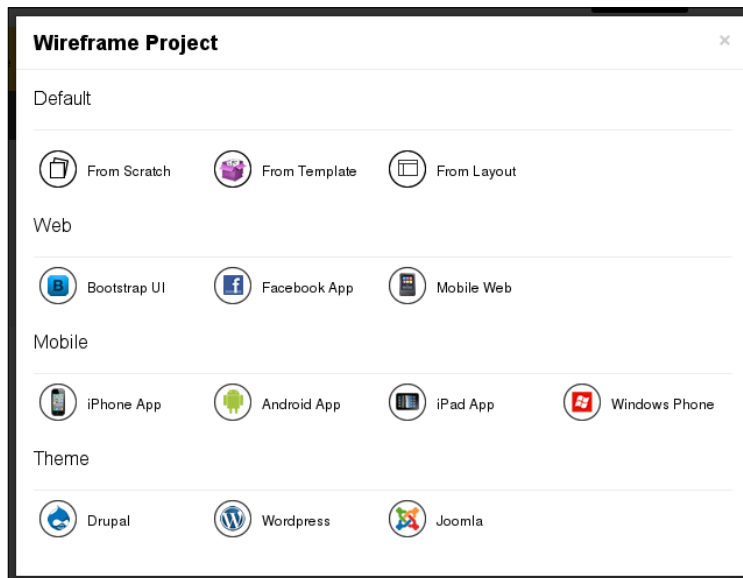 Wireframe Project
×
Default
From Scratch
From Template
From Layout
Web
B Bootstrap UI
f Facebook App
Mobile Web
Mobile
iPhone App
Android App
iPad App
Windows Phone
Theme
Drupal
W Wordpress
Joomla